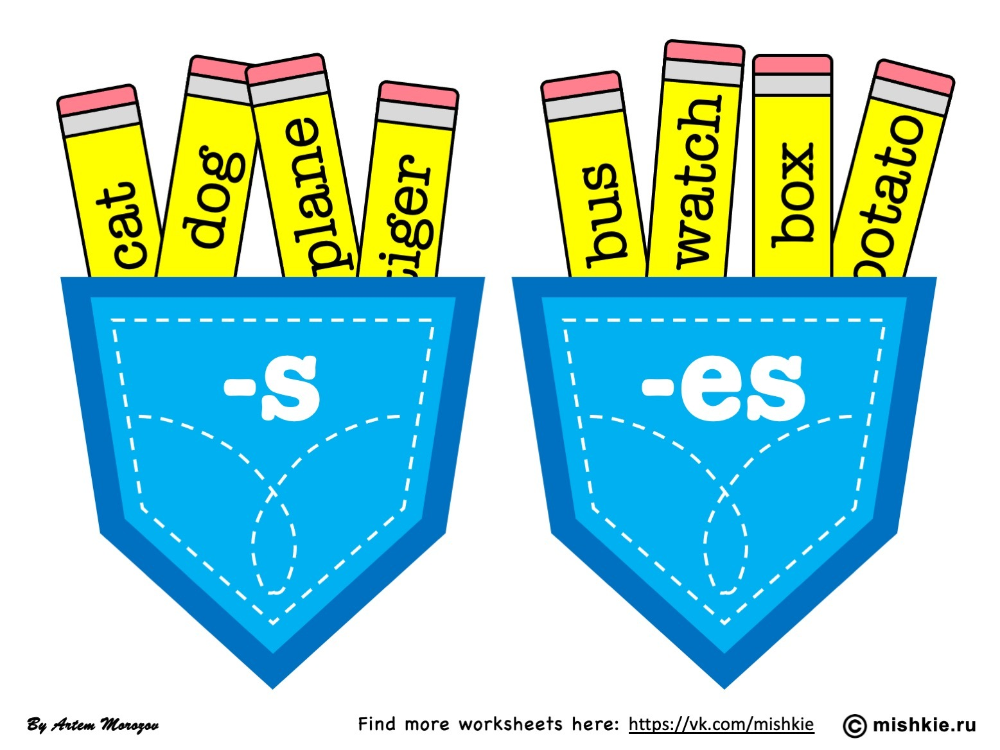 cat
dog
plane
tiger
bus
watch
box
potato
-s
-es
By Artem Morozov
Find more worksheets here: https://vk.com/mishkie
© mishkie.ru